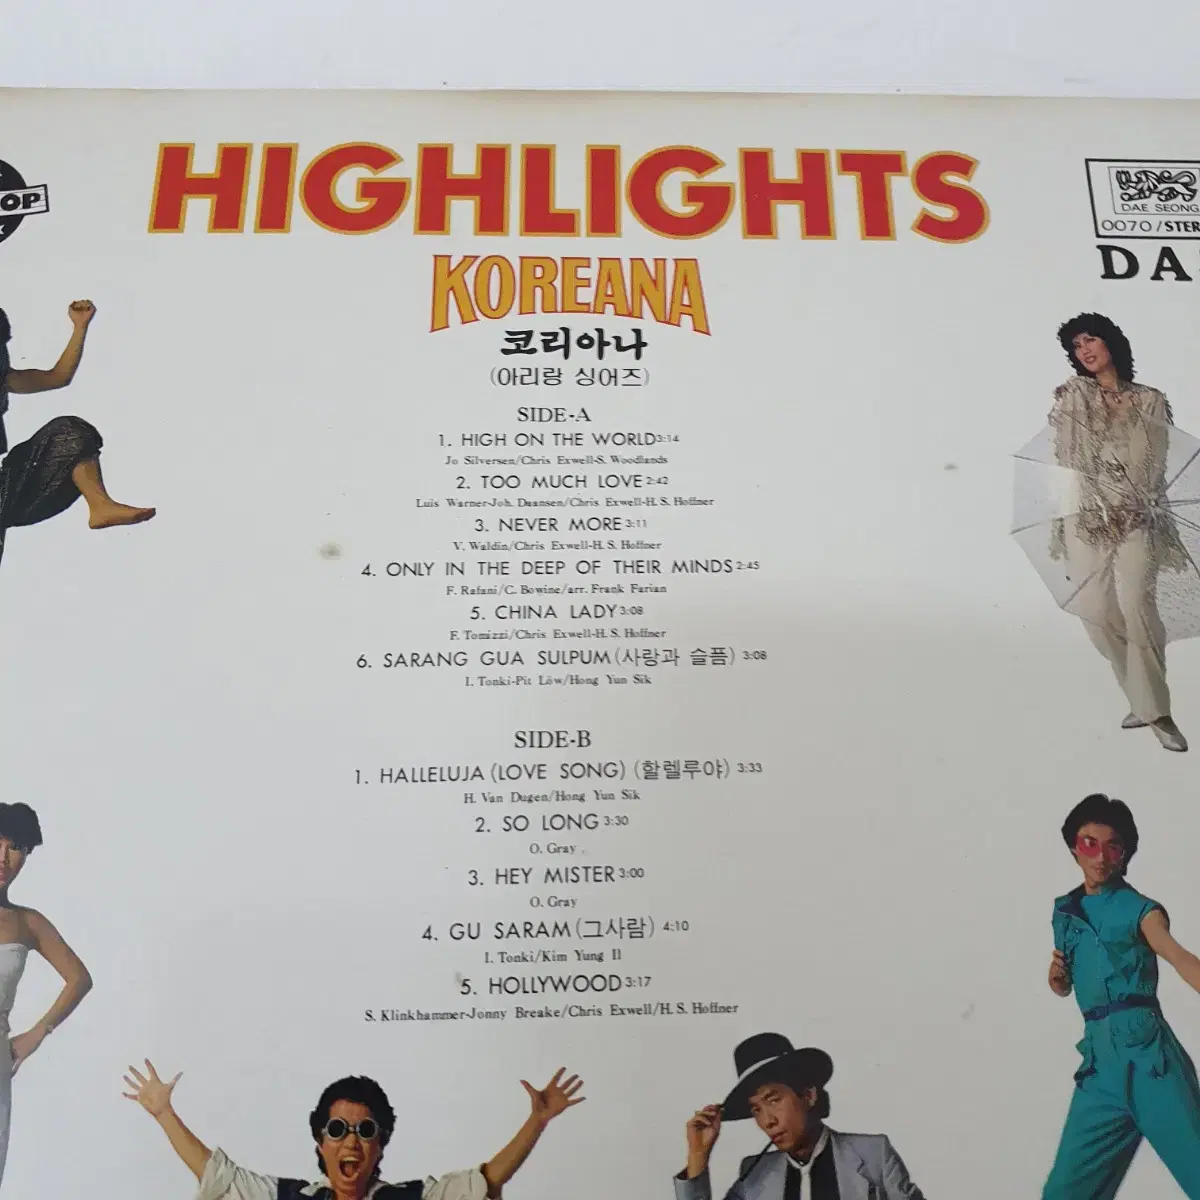 HIGHLIGHTS
KOREANA
코리아나
(아리랑 싱어즈)
OP
DAE SEONG
0070/STER
DA
SIDE-A
1. HIGH ON THE WORLD 3:14
Jo Silversen/Chris Exwell-S. Woodlands
2. TOO MUCH LOVE 2:42
Luis Warner-Joh. Daansen/Chris Exwell-H. S. Hoffner
3. NEVER MORE 3:11
V. Waldin/Chris Exwell-H. S. Hoffner
4. ONLY IN THE DEEP OF THEIR MINDS 2:45
F. Rafani/C. Bowine/arr. Frank Farian
5. CHINA LADY 3:08
F. Tomizzi/Chris Exwell-H. S. Hoffner
6. SARANG GUA SULPUM (사랑과 슬픔) 3:08
I. Tonki-Pit Löw/Hong Yun Sik
SIDE-B
1. HALLELUJA (LOVE SONG) (할렐루야) 3:33
H. Van Dugen/Hong Yun Sik
2. SO LONG 3:30
O. Gray
3. HEY MISTER 3:00
O. Gray
4. GU SARAM (그사람) 4:10
I. Tonki/Kim Yung Il
5. HOLLYWOOD 3:17
S. Klinkhammer-Jonny Breake/Chris Exwell/H. S. Hoffner